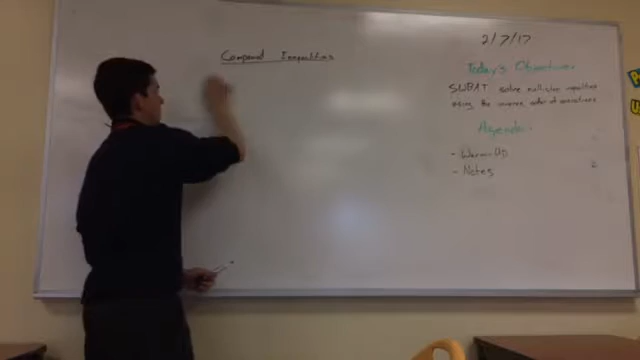 Compound Inequalities
2/7/17
Today's Objective:
SWBAT solve multi-step inequalities
using the inverse order of operations
Agenda:
- Warm-Up
- Notes